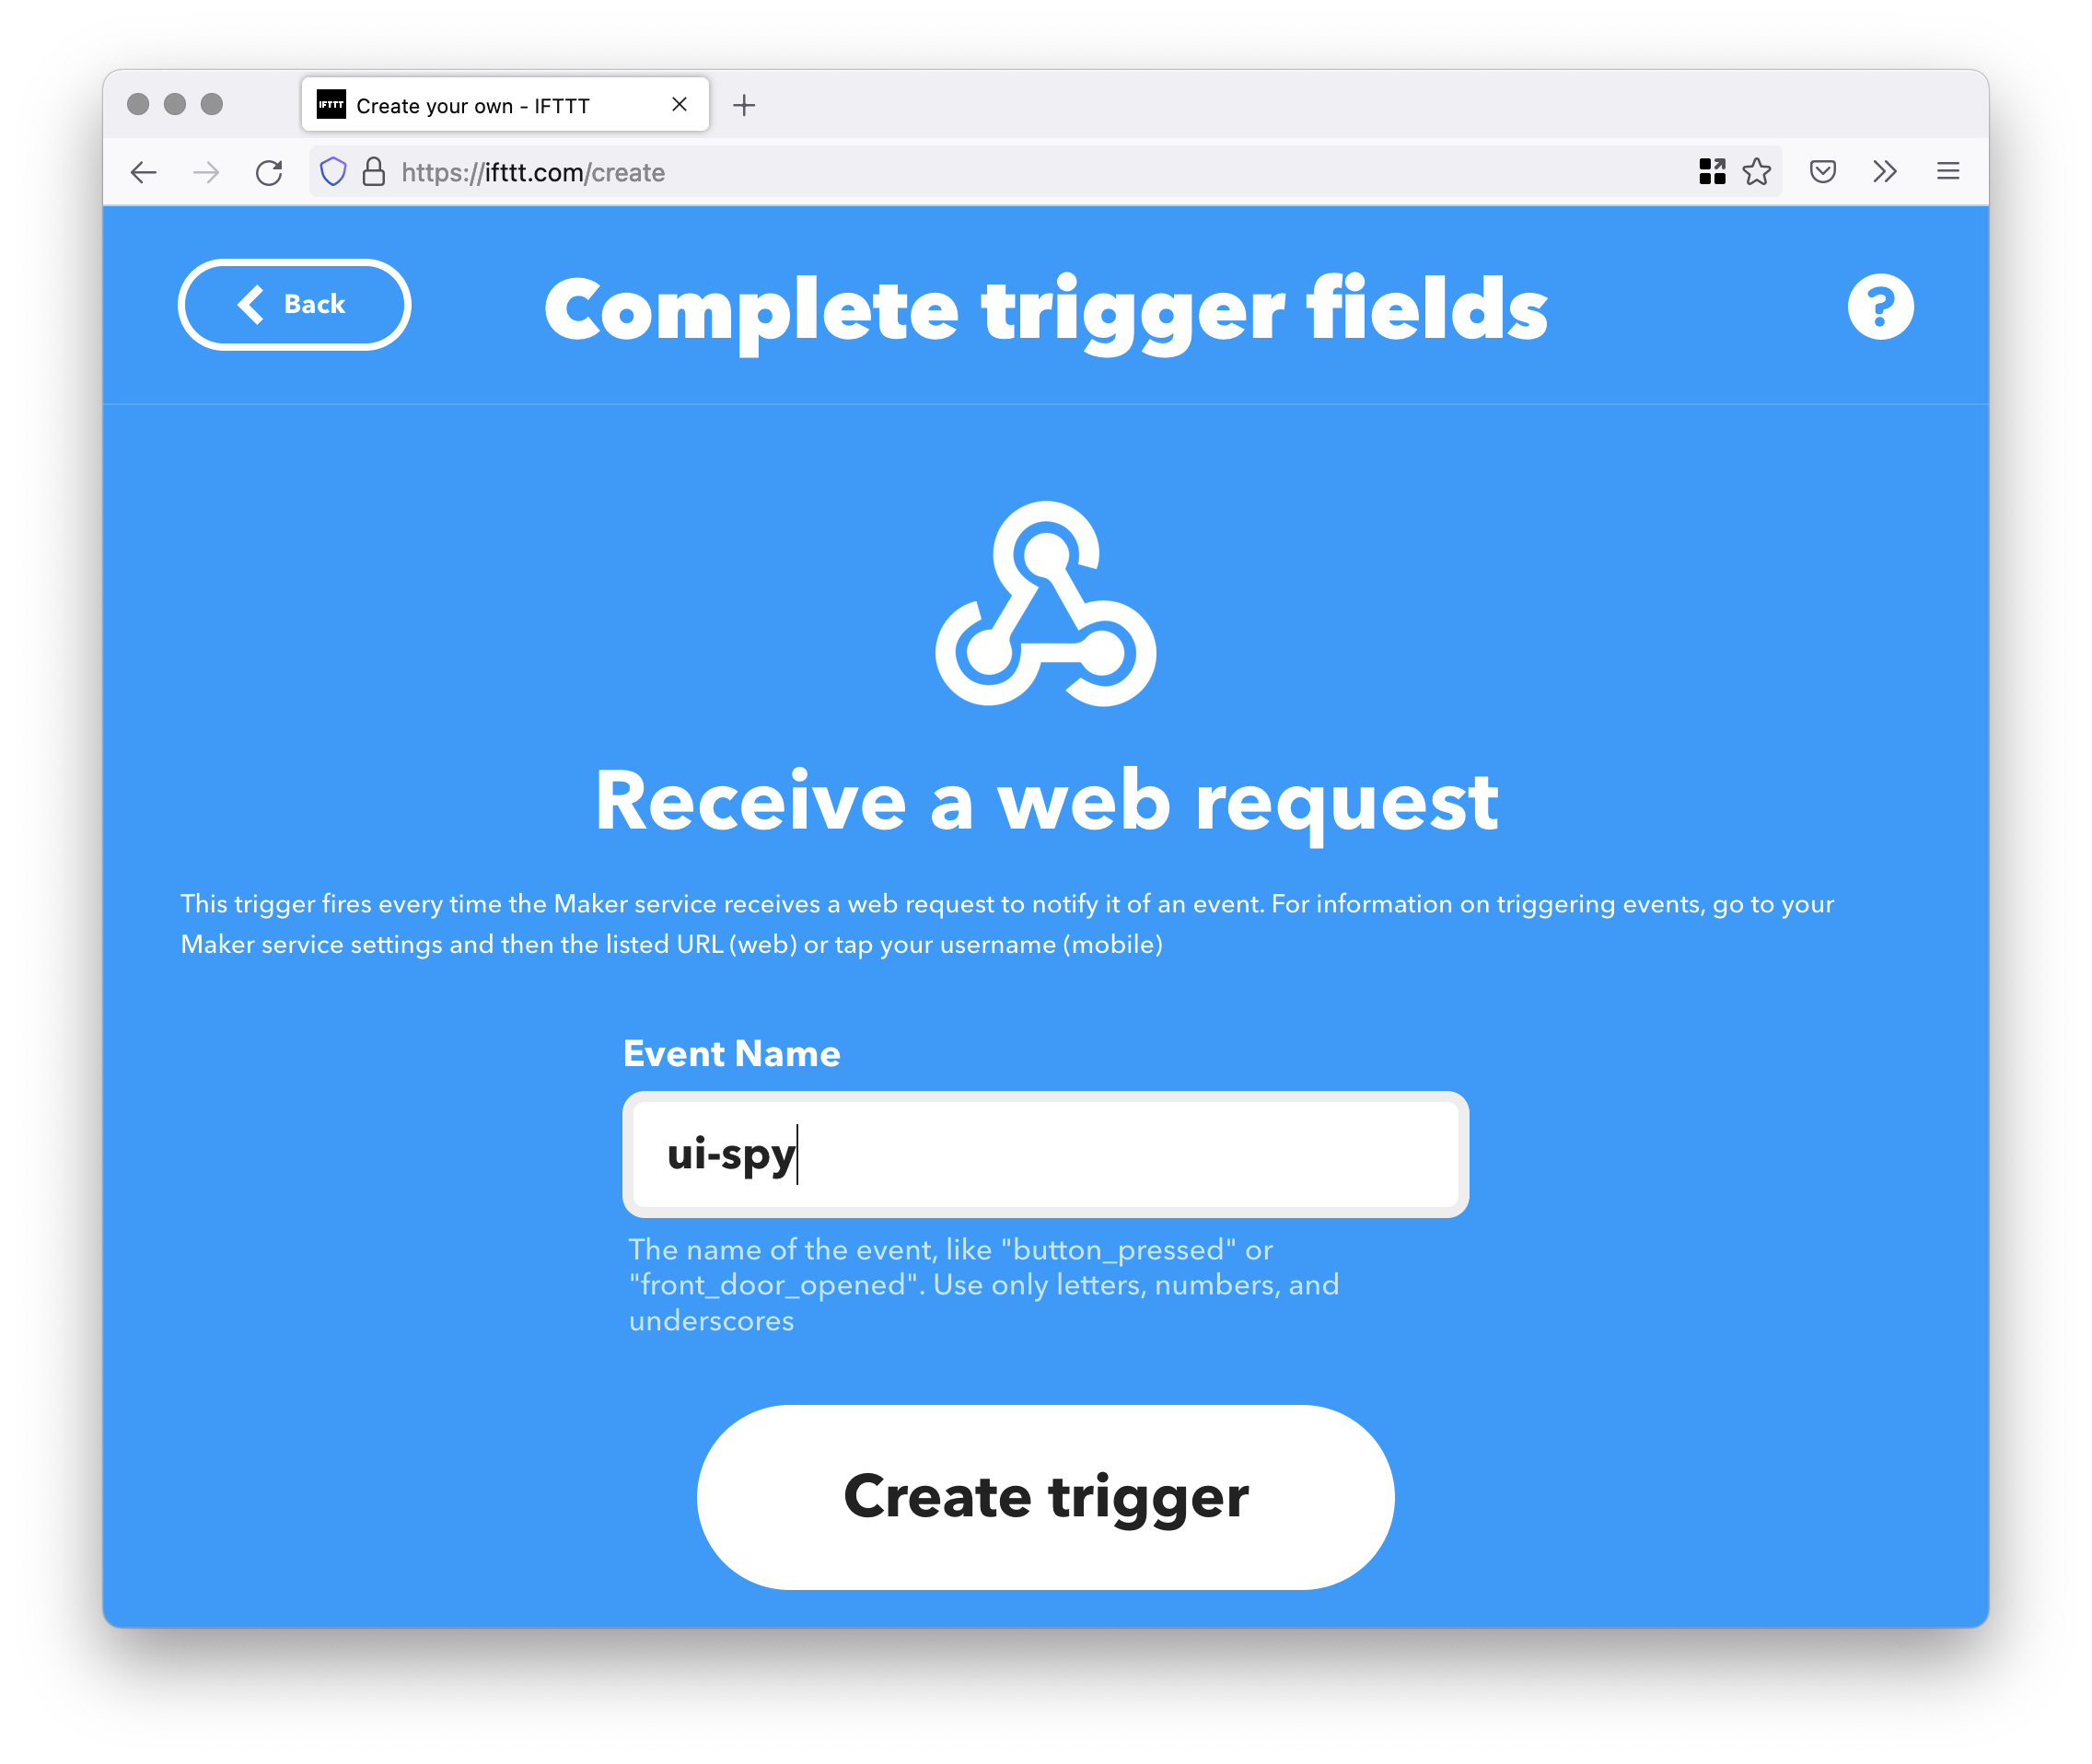 IFTTT Create your own - IFTTT
https://ifttt.com/create
Back
Complete trigger fields
?
Receive a web request
This trigger fires every time the Maker service receives a web request to notify it of an event. For information on triggering events, go to your
Maker service settings and then the listed URL (web) or tap your username (mobile)
Event Name
ui-spy
The name of the event, like "button_pressed" or
"front_door_opened". Use only letters, numbers, and
underscores
Create trigger